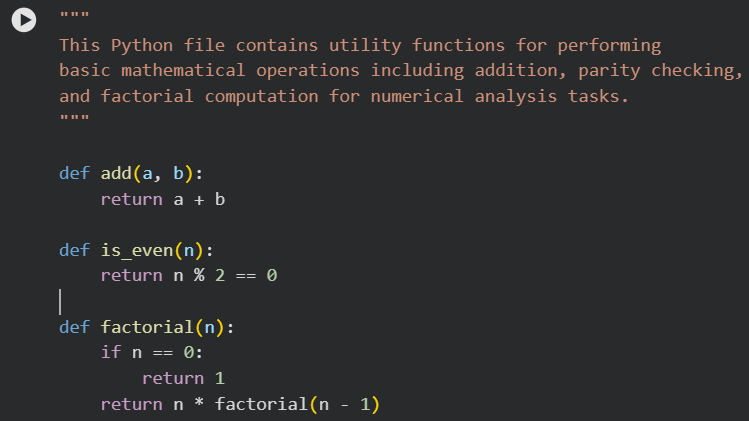 """
This Python file contains utility functions for performing
basic mathematical operations including addition, parity checking,
and factorial computation for numerical analysis tasks.
"""

def add(a, b):
    return a + b

def is_even(n):
    return n % 2 == 0

def factorial(n):
    if n == 0:
        return 1
    return n * factorial(n - 1)